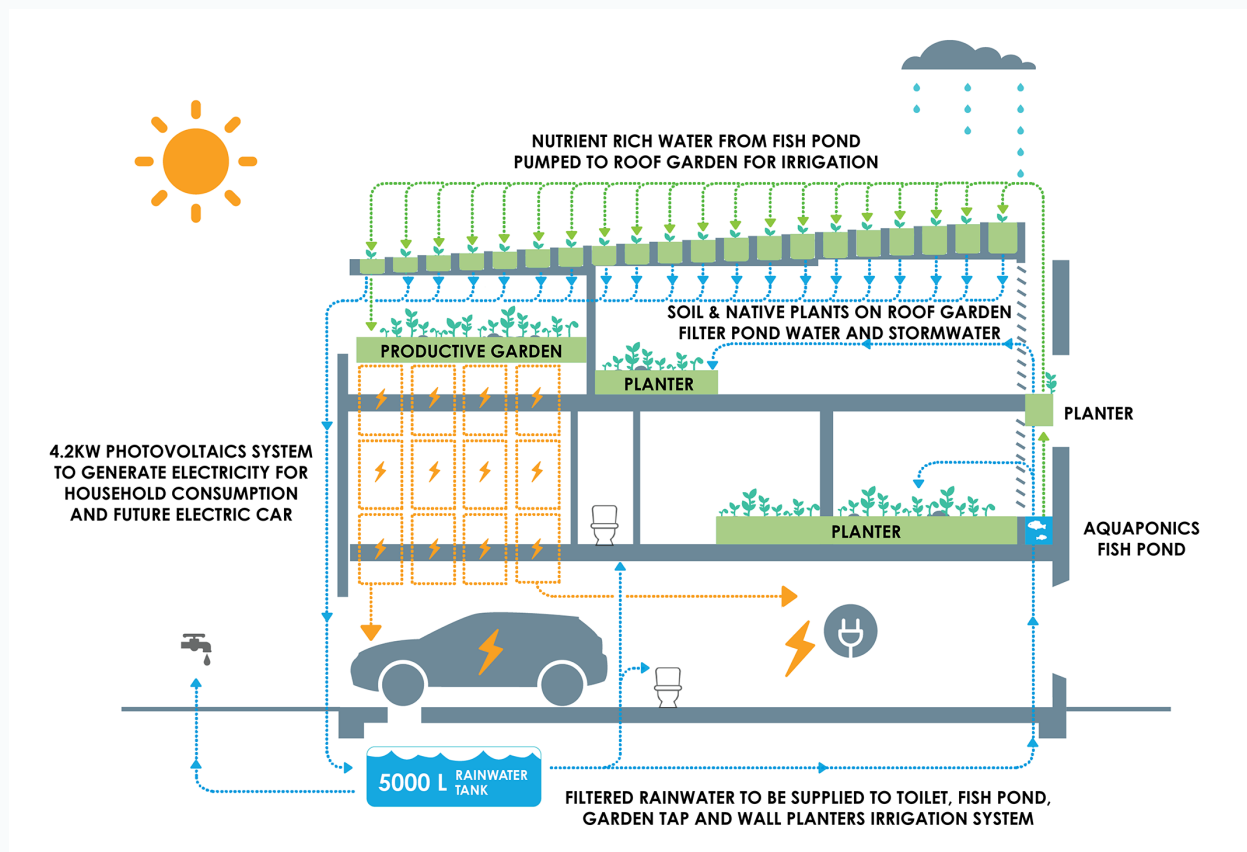 NUTRIENT RICH WATER FROM FISH POND
PUMPED TO ROOF GARDEN FOR IRRIGATION
SOIL & NATIVE PLANTS ON ROOF GARDEN
FILTER POND WATER AND STORMWATER
PRODUCTIVE GARDEN
PLANTER
PLANTER
4.2KW PHOTOVOLTAICS SYSTEM
TO GENERATE ELECTRICITY FOR
HOUSEHOLD CONSUMPTION
AND FUTURE ELECTRIC CAR
PLANTER
AQUAPONICS
FISH POND
5000 L RAINWATER
TANK
FILTERED RAINWATER TO BE SUPPLIED TO TOILET, FISH POND,
GARDEN TAP AND WALL PLANTERS IRRIGATION SYSTEM